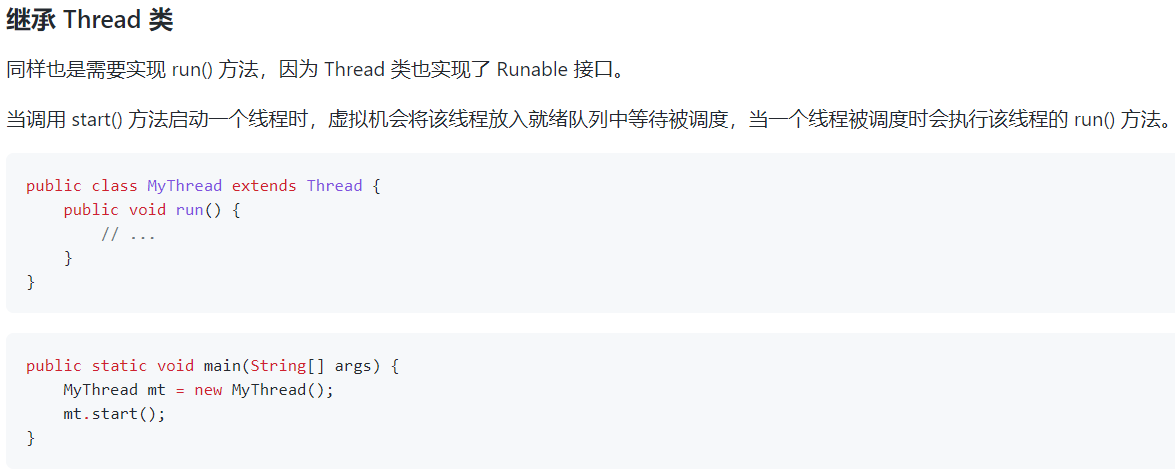 继承 Thread 类
同样也是需要实现 run() 方法，因为 Thread 类也实现了 Runable 接口。
当调用 start() 方法启动一个线程时，虚拟机会将该线程放入就绪队列中等待被调度，当一个线程被调度时会执行该线程的 run() 方法。
public class MyThread extends Thread {
    public void run() {
        // ...
    }
}
public static void main(String[] args) {
    MyThread mt = new MyThread();
    mt.start();
}